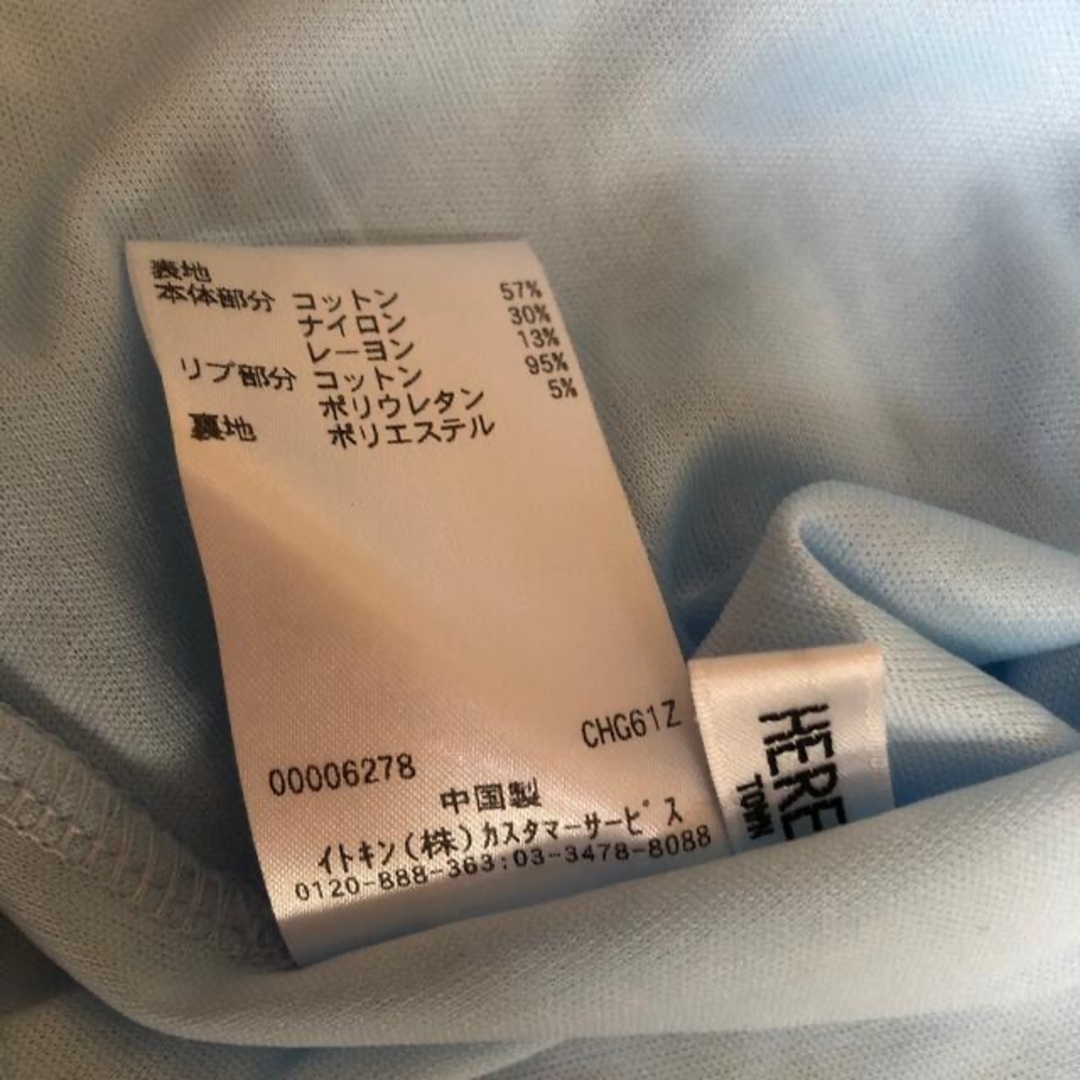 表地
本体部分 コットン 57%
ナイロン 30%
レーヨン 13%
リブ部分 コットン 95%
ポリウレタン 5%
裏地 ポリエステル
CHG61Z
00006278
中国製
イトキン(株)カスタマーサービス
0120-888-363:03-3478-8088
HERE
TOWN